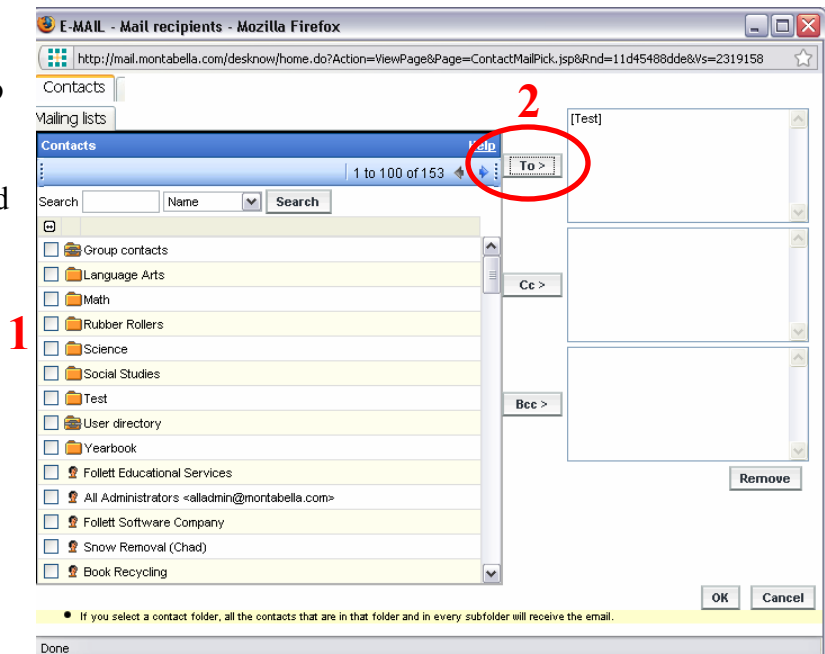 E-MAIL - Mail recipients - Mozilla Firefox
http://mail.montabella.com/desknow/home.do?Action=ViewPage&Page=ContactMailPick.jsp&Rnd=11d45488dde&Vs=2319158
Contacts
Mailing lists
2
[Test]
Contacts
Help
To >
1 to 100 of 153
d
Search
Name
Search
Group contacts
Language Arts
Cc >
Math
1
Rubber Rollers
Science
Social Studies
Test
Bcc >
User directory
Yearbook
Follett Educational Services
Remove
All Administrators <alladmin@montabella.com>
Follett Software Company
Snow Removal (Chad)
Book Recycling
OK Cancel
If you select a contact folder, all the contacts that are in that folder and in every subfolder will receive the email.
Done